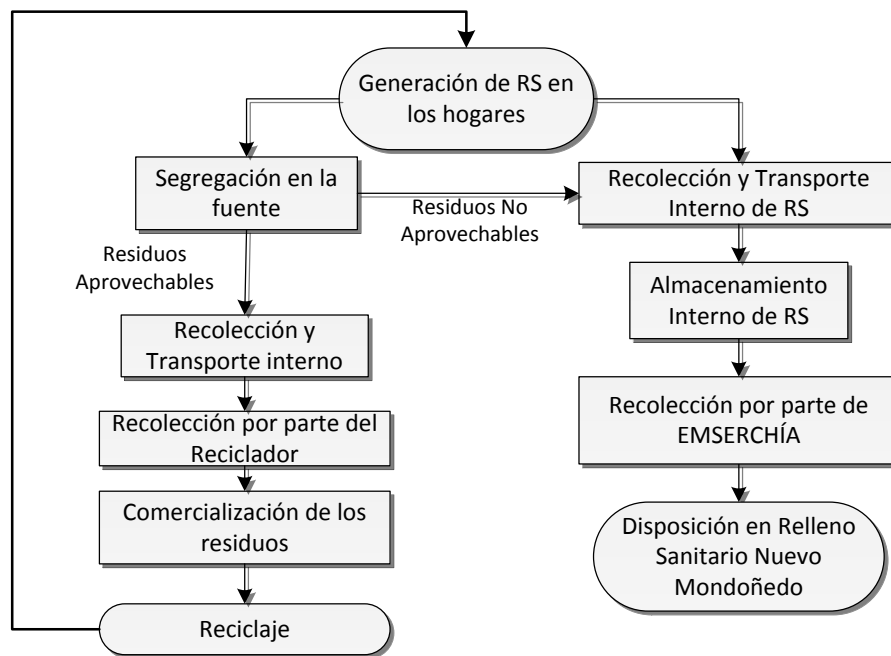 Generación de RS en
los hogares
Segregación en la
fuente
Residuos No
Aprovechables
Recolección y Transporte
Interno de RS
Residuos
Aprovechables
Almacenamiento
Interno de RS
Recolección y
Transporte interno
Recolección por parte del
Reciclador
Recolección por parte de
EMSERCHÍA
Comercialización de los
residuos
Disposición en Relleno
Sanitario Nuevo
Mondoñedo
Reciclaje